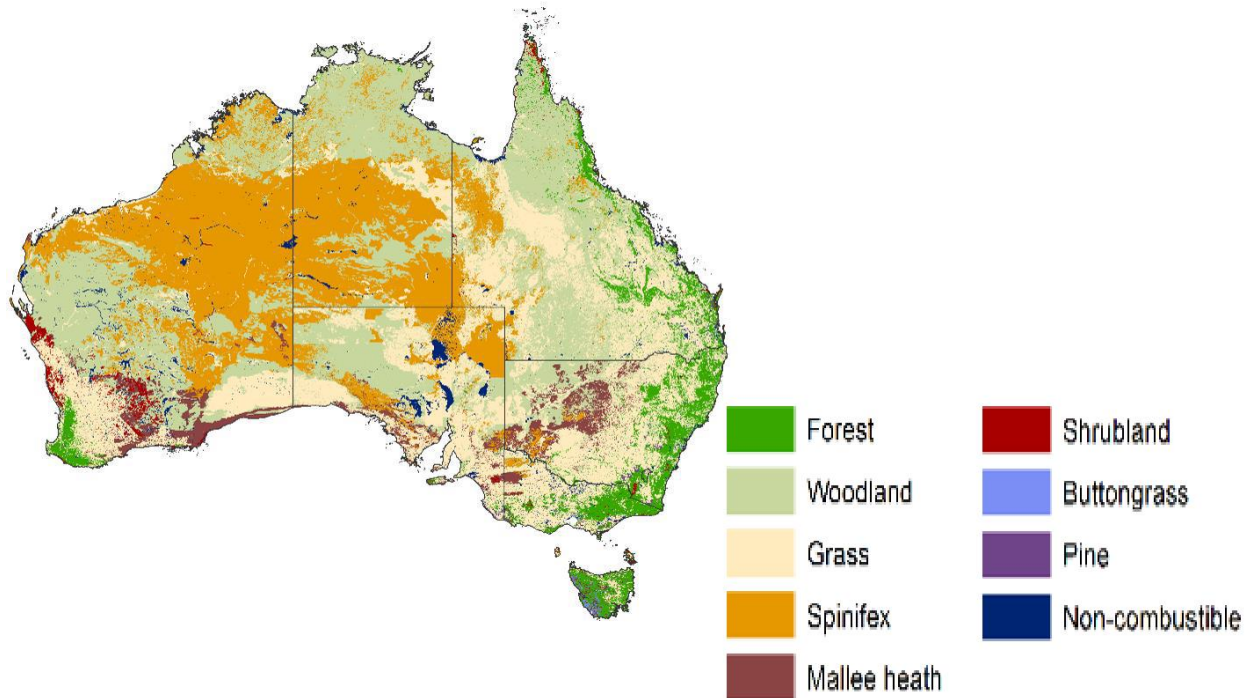 Forest
Woodland
Grass
Spinifex
Mallee heath
Shrubland
Buttongrass
Pine
Non-combustible